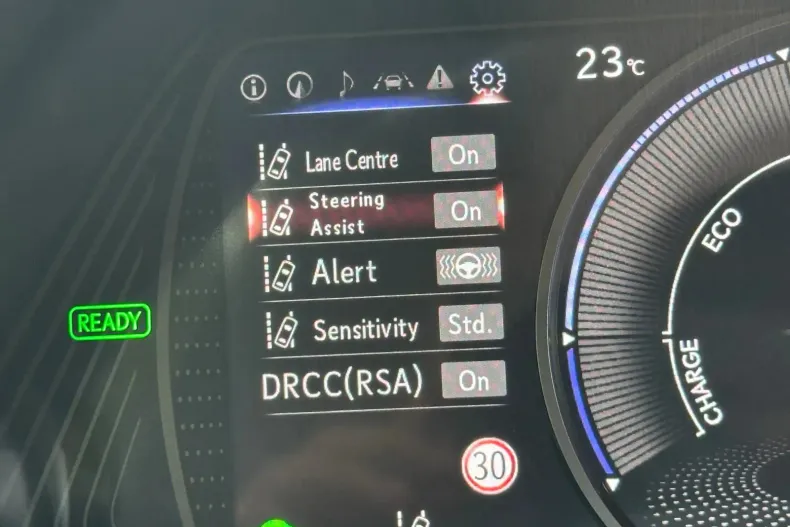 23°C
Lane Centre On
Steering
Assist On
Alert
Sensitivity Std.
DRCC(RSA) On
READY
30
ECO
CHARGE